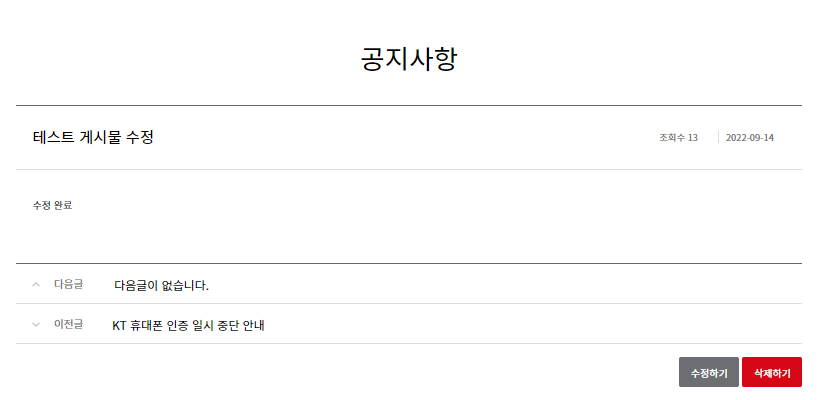 공지사항
테스트 게시물 수정 조회수 13 2022-09-14
수정 완료
다음글 다음글이 없습니다.
이전글 KT 휴대폰 인증 일시 중단 안내
수정하기 삭제하기